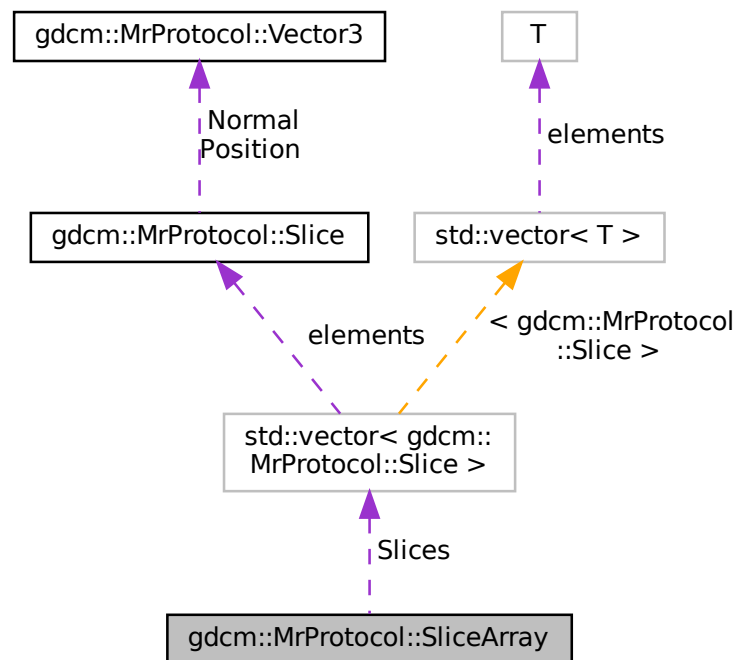 gdcm::MrProtocol::Vector3
T
Normal
Position
elements
gdcm::MrProtocol::Slice
std::vector< T >
elements
< gdcm::MrProtocol
::Slice >
std::vector< gdcm::
MrProtocol::Slice >
Slices
gdcm::MrProtocol::SliceArray